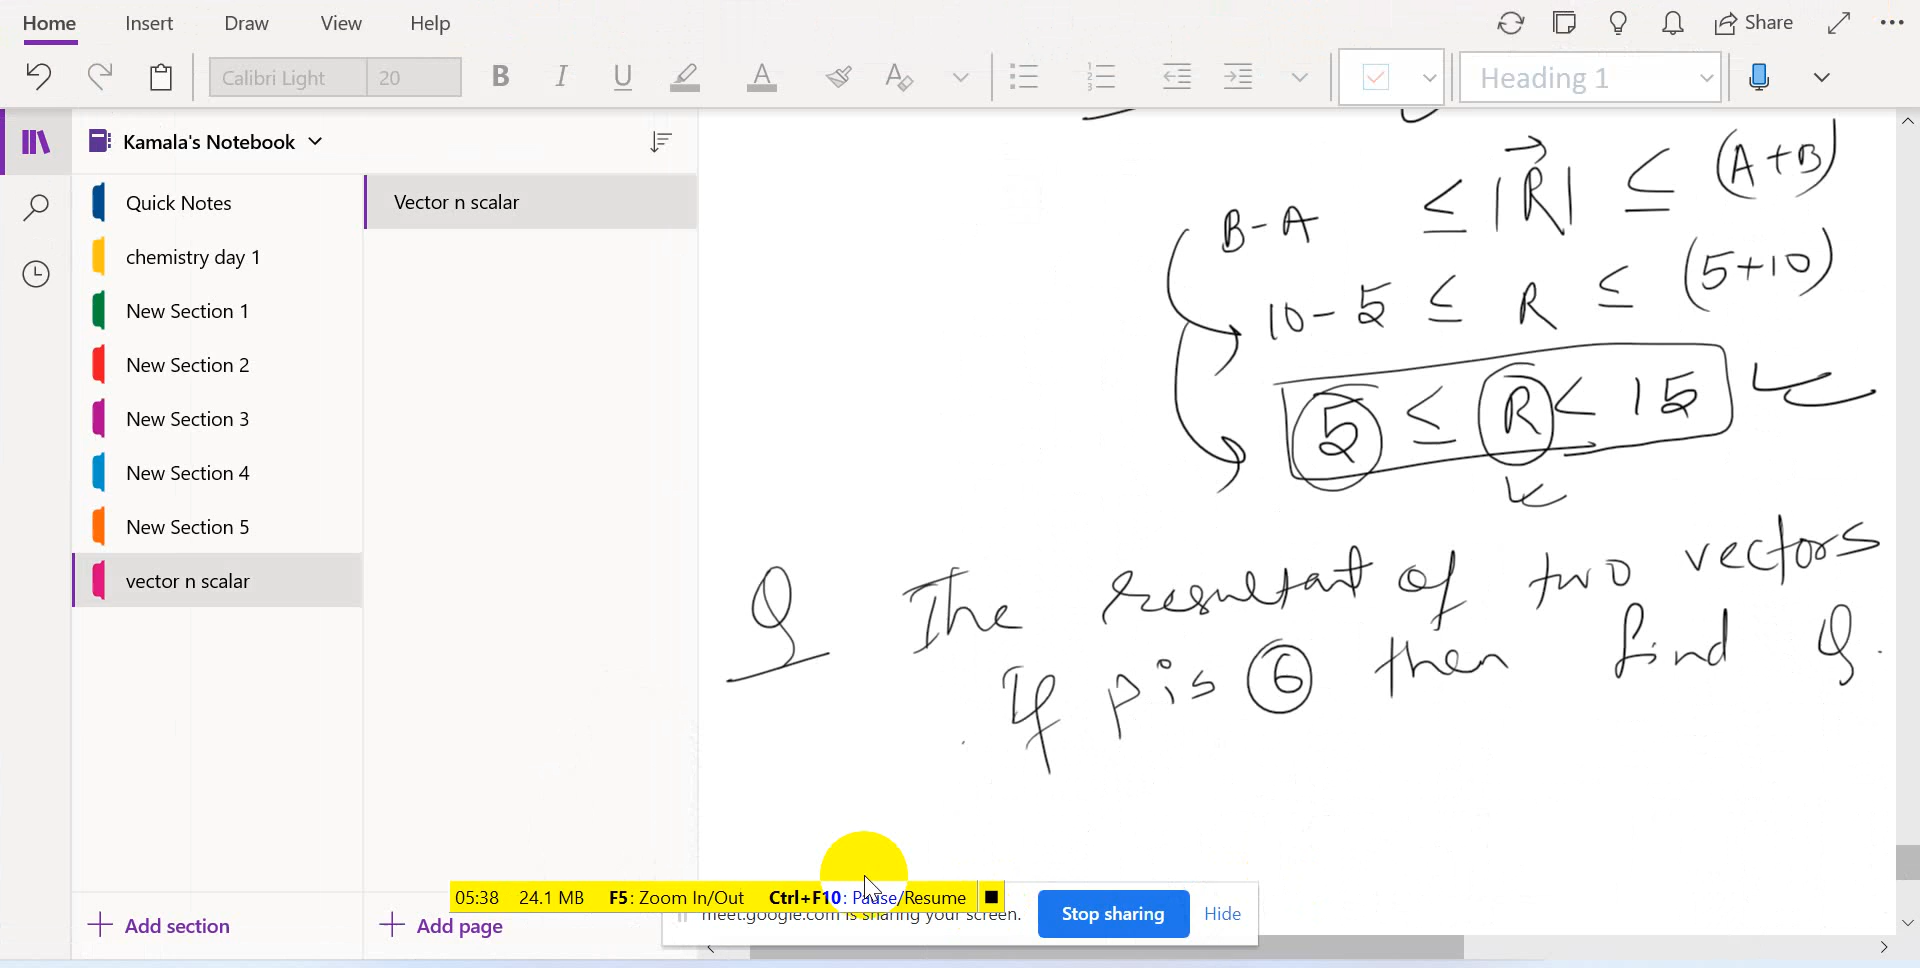 Home Insert Draw View Help Share
Calibri Light 20 B I U A A Heading 1
Kamala's Notebook
Quick Notes
chemistry day 1
New Section 1
New Section 2
New Section 3
New Section 4
New Section 5
vector n scalar
Add section
Vector n scalar
Add page
B-A ≤ |R⃗| ≤ (A+B)
10-5 ≤ R ≤ (5+10)
5 ≤ R < 15
Q The resultant of two vectors
If p is 6 then find Q.
05:38 24.1 MB F5: Zoom In/Out Ctrl+F10: Pause/Resume
meet.google.com is sharing your screen. Stop sharing Hide